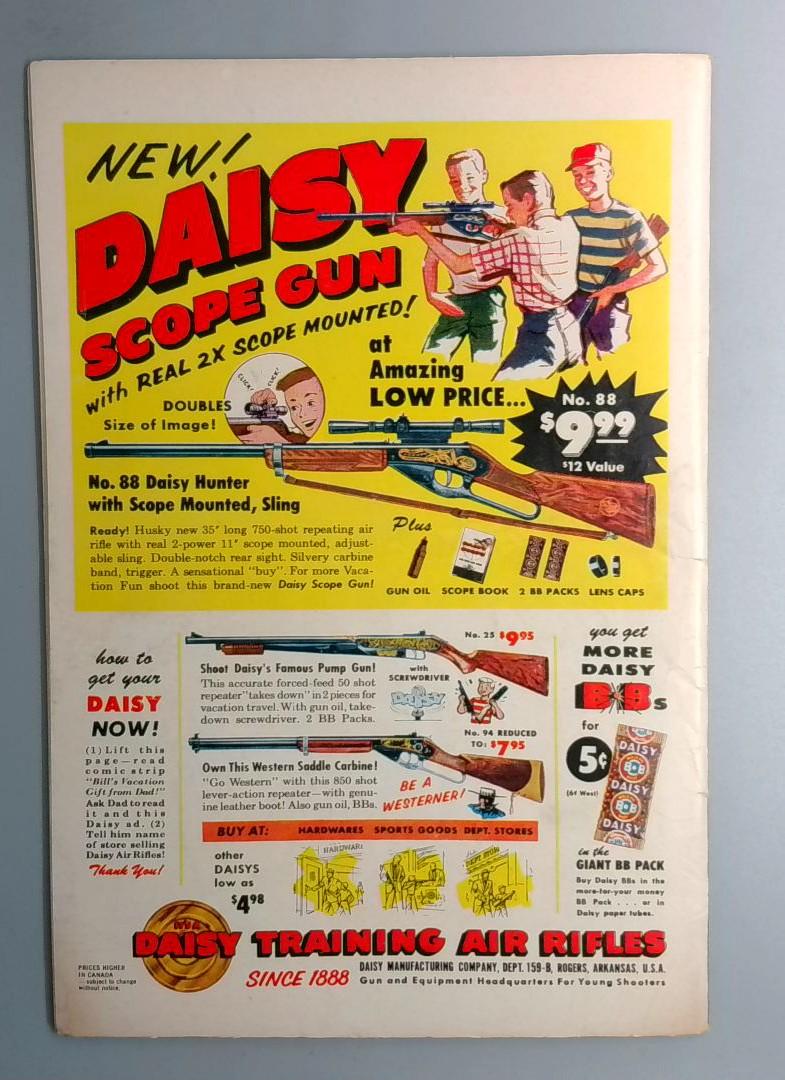 NEW!
DAISY
SCOPE GUN
with REAL 2X SCOPE MOUNTED!
at
Amazing
LOW PRICE...
No. 88
$9.99
$12 Value
CLICK! CLICK!
DOUBLES
Size of Image!
No. 88 Daisy Hunter
with Scope Mounted, Sling
Ready! Husky new 35" long 750-shot repeating air
rifle with real 2-power 11" scope mounted, adjust-
able sling. Double-notch rear sight. Silvery carbine
band, trigger. A sensational "buy". For more Vaca-
tion Fun shoot this brand-new Daisy Scope Gun!
Plus
GUN OIL SCOPE BOOK 2 BB PACKS LENS CAPS
how to
get your
DAISY
NOW!
(1) Lift this
page—read
comic strip
"Bill's Vacation
Gift from Dad!"
Ask Dad to read
it and this
Daisy ad. (2)
Tell him name
of store selling
Daisy Air Rifles!
Thank You!
No. 25 $9.95
Shoot Daisy's Famous Pump Gun!
This accurate forced-feed 50 shot
repeater "takes down" in 2 pieces for
vacation travel. With gun oil, take-
down screwdriver. 2 BB Packs.
with
SCREWDRIVER
DAISY
No. 94 REDUCED
TO: $7.95
Own This Western Saddle Carbine!
"Go Western" with this 850 shot
lever-action repeater—with genu-
ine leather boot! Also gun oil, BBs.
BE A
WESTERNER!
BUY AT: HARDWARES SPORTS GOODS DEPT. STORES
other
DAISYS
low as
$4.98
HARDWARE
you get
MORE
DAISY
BBs
for
5¢
(6¢ West)
DAISY
BB
DAISY
BB
DAISY
in the
GIANT BB PACK
Buy Daisy BBs in the
more-for-your money
BB Pack . . . or in
Daisy paper tubes.
It's a
DAISY TRAINING AIR RIFLES
SINCE 1888
DAISY MANUFACTURING COMPANY, DEPT. 159-B, ROGERS, ARKANSAS, U.S.A.
Gun and Equipment Headquarters For Young Shooters
PRICES HIGHER
IN CANADA
—subject to change
without notice.